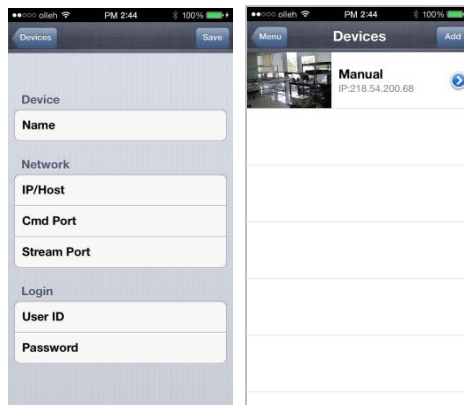 ●●○○○ olleh PM 2:44 100%
Devices Save
Device
Name
Network
IP/Host
Cmd Port
Stream Port
Login
User ID
Password
●●○○○ olleh PM 2:44 100%
Menu Devices Add
Manual
IP:218.54.200.68